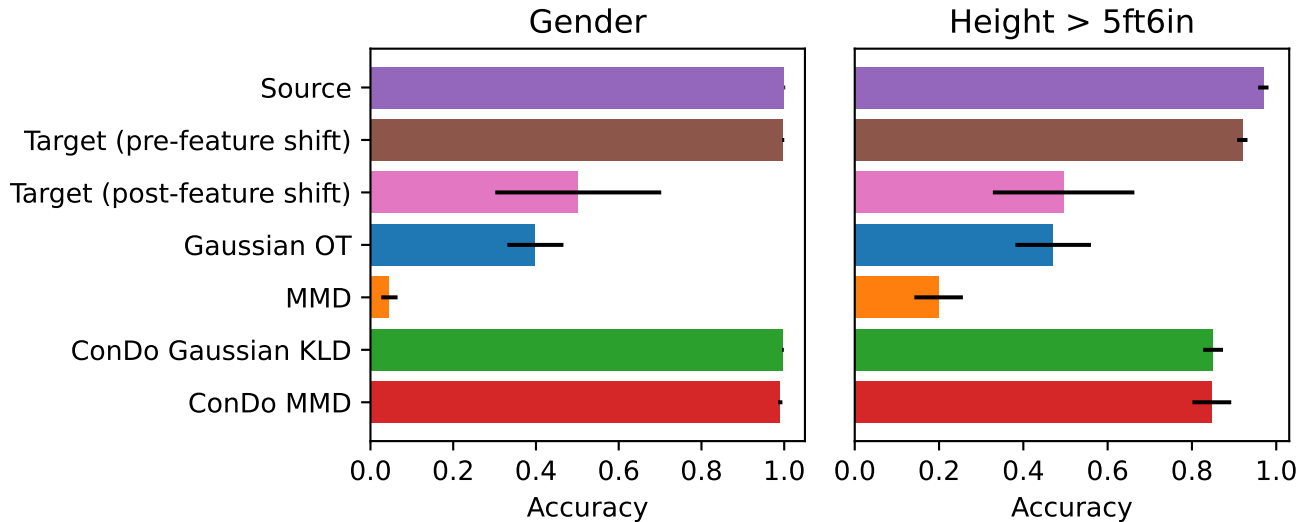 Gender
Height > 5ft6in
Source
Target (pre-feature shift)
Target (post-feature shift)
Gaussian OT
MMD
ConDo Gaussian KLD
ConDo MMD
0.0 0.2 0.4 0.6 0.8 1.0
0.0 0.2 0.4 0.6 0.8 1.0
Accuracy
Accuracy